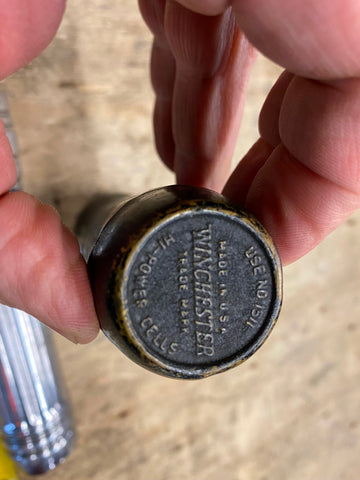 USE NO 1511
MADE IN U.S.A.
WINCHESTER
TRADE MARK
HI-POWER CELLS